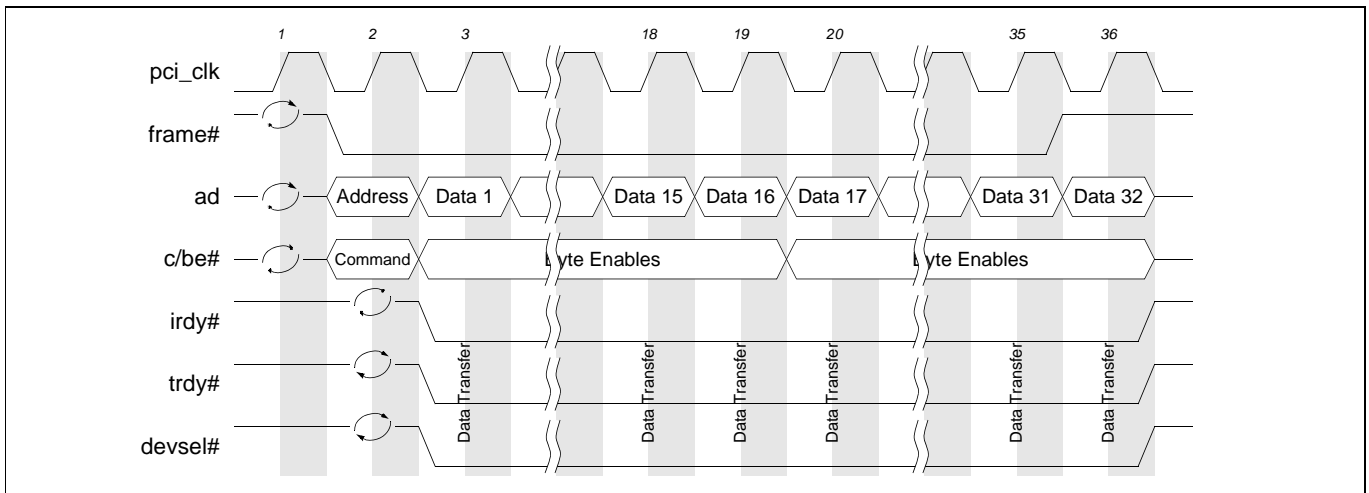 1 2 3 18 19 20 35 36
pci_clk
frame#
ad Address Data 1 Data 15 Data 16 Data 17 Data 31 Data 32
c/be# Command Byte Enables Byte Enables
irdy#
trdy#
Data Transfer Data Transfer Data Transfer Data Transfer Data Transfer Data Transfer
devsel#